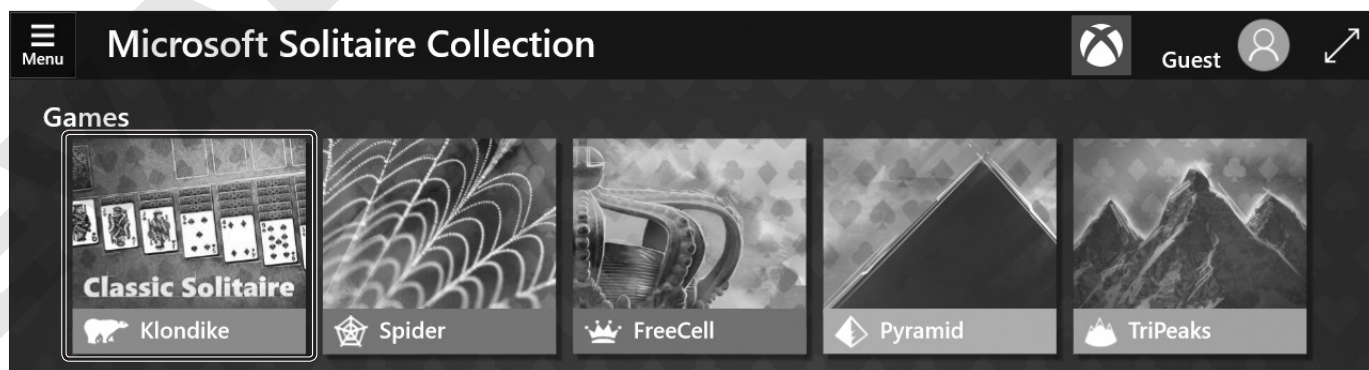 Menu
Microsoft Solitaire Collection
Guest
Games
Classic Solitaire
Klondike
Spider
FreeCell
Pyramid
TriPeaks